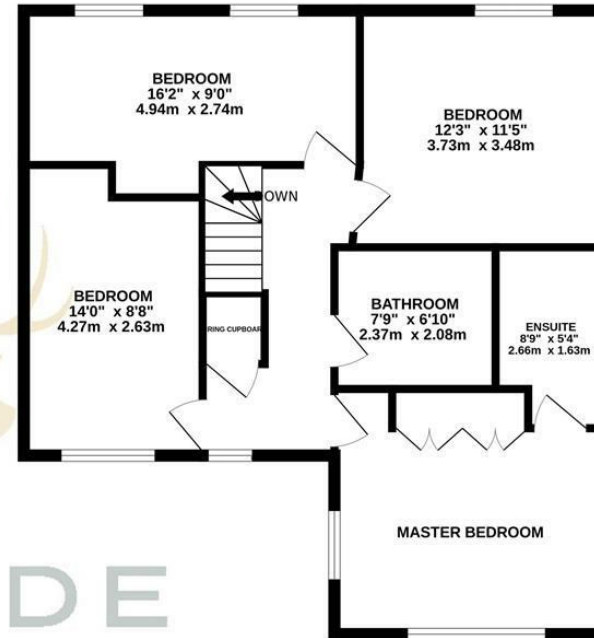 BEDROOM
16'2" x 9'0"
4.94m x 2.74m
BEDROOM
12'3" x 11'5"
3.73m x 3.48m
OWN
BEDROOM
14'0" x 8'8"
4.27m x 2.63m
RING CUPBOAR
BATHROOM
7'9" x 6'10"
2.37m x 2.08m
ENSUITE
8'9" x 5'4"
2.66m x 1.63m
MASTER BEDROOM
DE